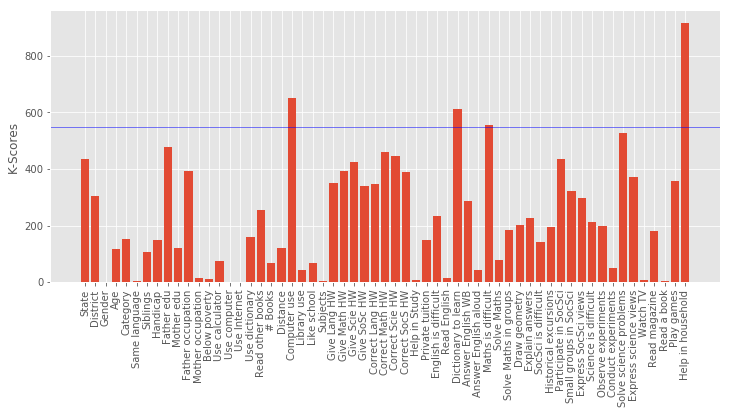 K-Scores
800
600
400
200
0
State
District
Gender
Age
Category
Same language
Siblings
Handicap
Father edu
Mother edu
Father occupation
Mother occupation
Below poverty
Use calculator
Use computer
Use Internet
Use dictionary
Read other books
# Books
Distance
Computer use
Library use
Like school
Subjects
Give Lang HW
Give Math HW
Give Scie HW
Give SoSc HW
Correct Lang HW
Correct Math HW
Correct Scie HW
Correct SocS HW
Help in Study
Private tuition
English is difficult
Read English
Dictionary to learn
Answer English WB
Answer English aloud
Maths is difficult
Solve Maths
Solve Maths in groups
Draw geometry
Explain answers
SocSci is difficult
Historical excursions
Participate in SocSci
Small groups in SocSci
Express SocSci views
Science is difficult
Observe experiments
Conduct experiments
Solve science problems
Express science views
Watch TV
Read magazine
Read a book
Play games
Help in household